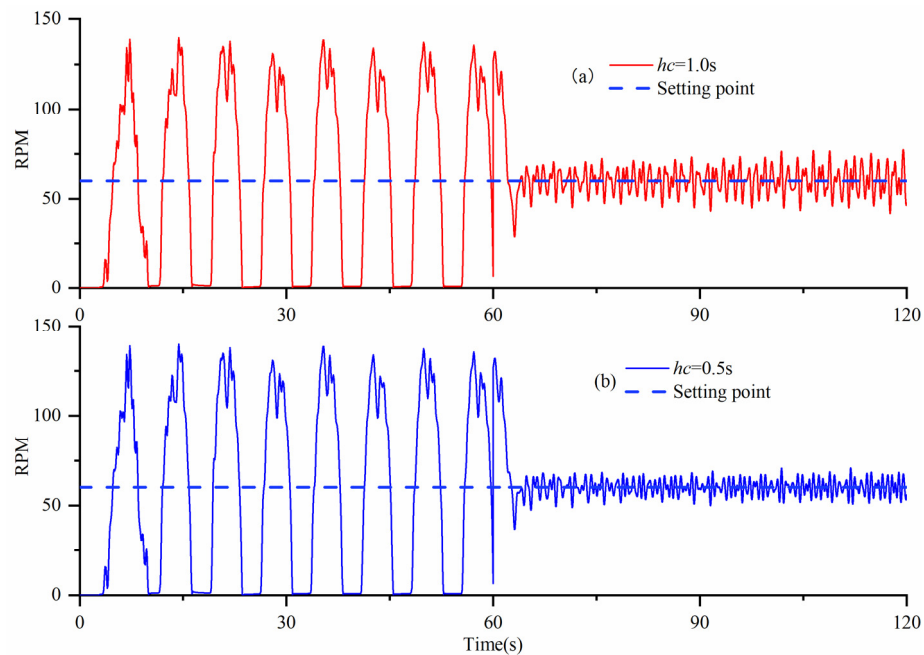 150
100
50
0
RPM
(a)
hc=1.0s
Setting point
0 30 60 90 120
150
100
50
0
RPM
(b)
hc=0.5s
Setting point
0 30 60 90 120
Time(s)